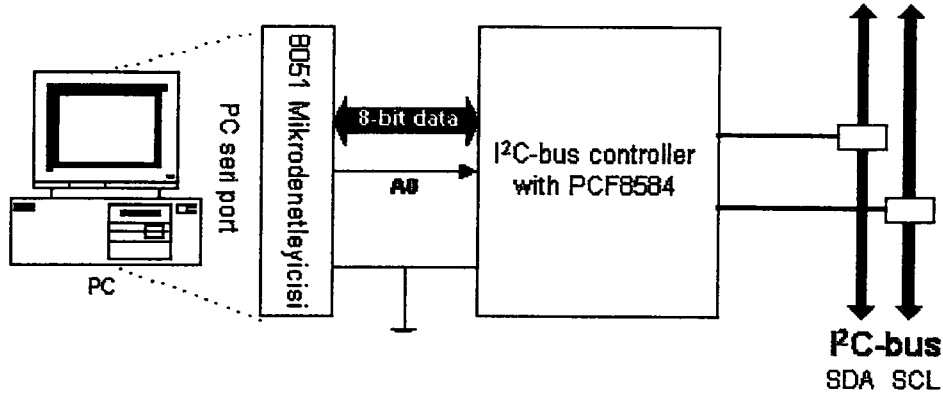 PC
PC seri port
8051 Mikrodenetleyicisi
8-bit data
A0
I²C-bus controller
with PCF8584
I²C-bus
SDA SCL